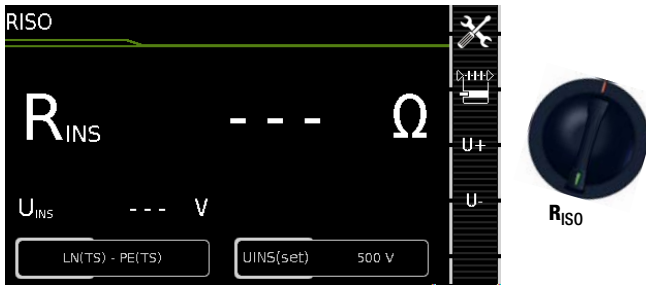 RISO
RINS --- Ω
U+
UINS --- V
U-
LN(TS) - PE(TS) UINS(set) 500 V
RISO